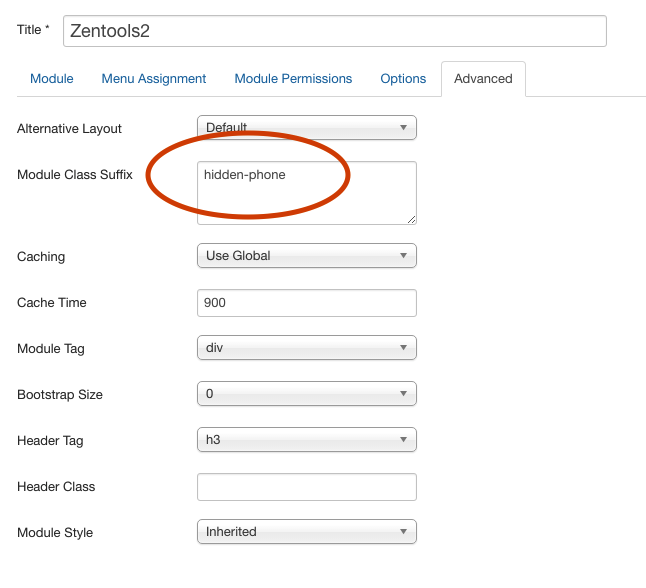 Title * Zentools2
Module Menu Assignment Module Permissions Options Advanced
Alternative Layout Default
Module Class Suffix hidden-phone
Caching Use Global
Cache Time 900
Module Tag div
Bootstrap Size 0
Header Tag h3
Header Class
Module Style Inherited